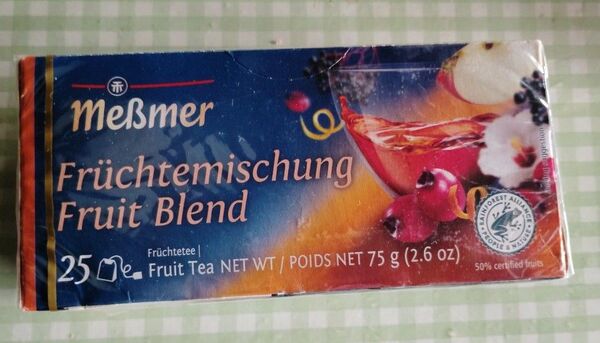 Meßmer
Früchtemischung
Fruit Blend
Früchtetee |
25 Fruit Tea NET WT / POIDS NET 75 g (2.6 oz)
RAINFOREST ALLIANCE
PEOPLE & NATURE
50% certified fruits